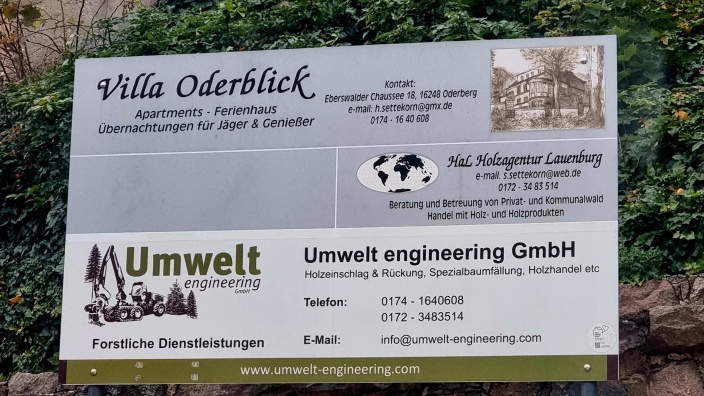 Villa Oderblick
Apartments - Ferienhaus
Übernachtungen für Jäger & Genießer
Kontakt:
Eberswalder Chaussee 18, 16248 Oderberg
e-mail: h.settekorn@gmx.de
0174 - 16 40 608
HaL Holzagentur Lauenburg
e-mail. s.settekorn@web.de
0172 - 34 83 514
Beratung und Betreuung von Privat- und Kommunalwald
Handel mit Holz- und Holzprodukten
Umwelt
engineering
GmbH
Forstliche Dienstleistungen
Umwelt engineering GmbH
Holzeinschlag & Rückung, Spezialbaumfällung, Holzhandel etc
Telefon: 0174 - 1640608
0172 - 3483514
E-Mail: info@umwelt-engineering.com
www.umwelt-engineering.com